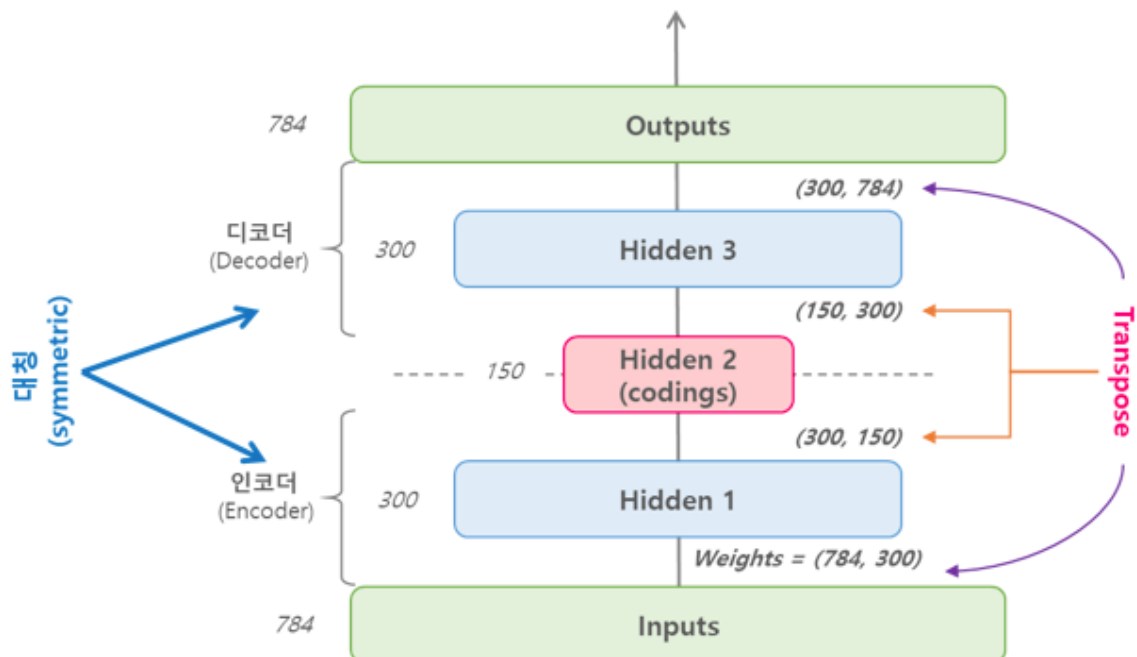 784
Outputs
(300, 784)
디코더
(Decoder)
300
Hidden 3
(150, 300)
대칭
(symmetric)
Transpose
150
Hidden 2
(codings)
(300, 150)
인코더
(Encoder)
300
Hidden 1
Weights = (784, 300)
784
Inputs